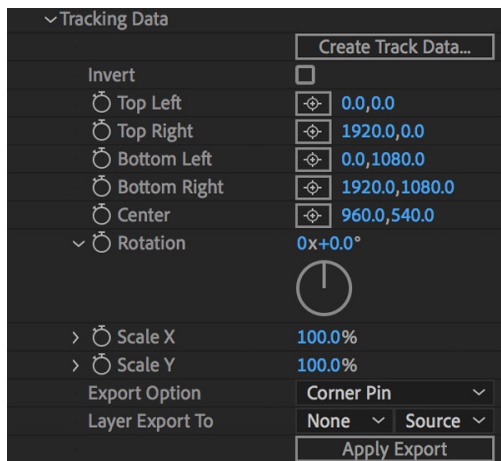 Tracking Data
Create Track Data...
Invert
Top Left 0.0,0.0
Top Right 1920.0,0.0
Bottom Left 0.0,1080.0
Bottom Right 1920.0,1080.0
Center 960.0,540.0
Rotation 0x+0.0°
Scale X 100.0%
Scale Y 100.0%
Export Option Corner Pin
Layer Export To None Source
Apply Export